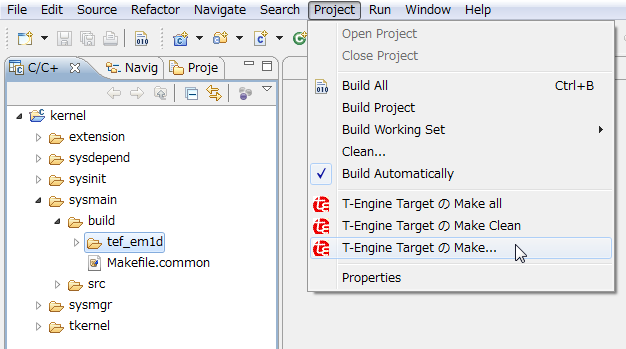 File Edit Source Refactor Navigate Search Project Run Window Help
Open Project
Close Project
Build All Ctrl+B
Build Project
Build Working Set
Clean...
Build Automatically
T-Engine Target の Make all
T-Engine Target の Make Clean
T-Engine Target の Make...
Properties
010
C/C+ Navig Proje
kernel
extension
sysdepend
sysinit
sysmain
build
tef_em1d
Makefile.common
src
sysmgr
tkernel